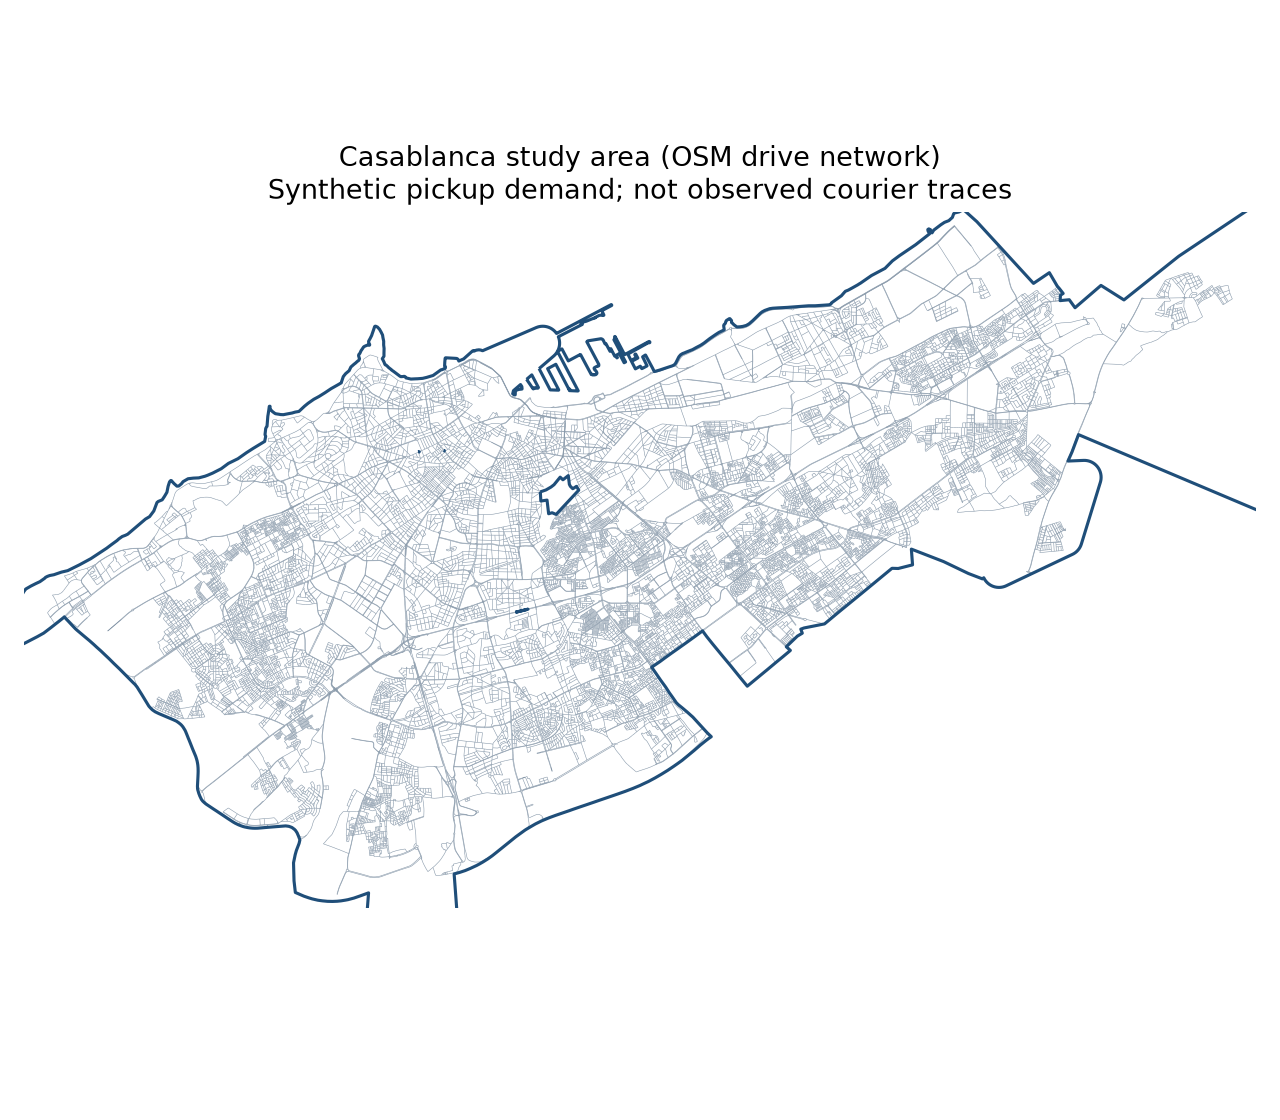 Casablanca study area (OSM drive network)
Synthetic pickup demand; not observed courier traces